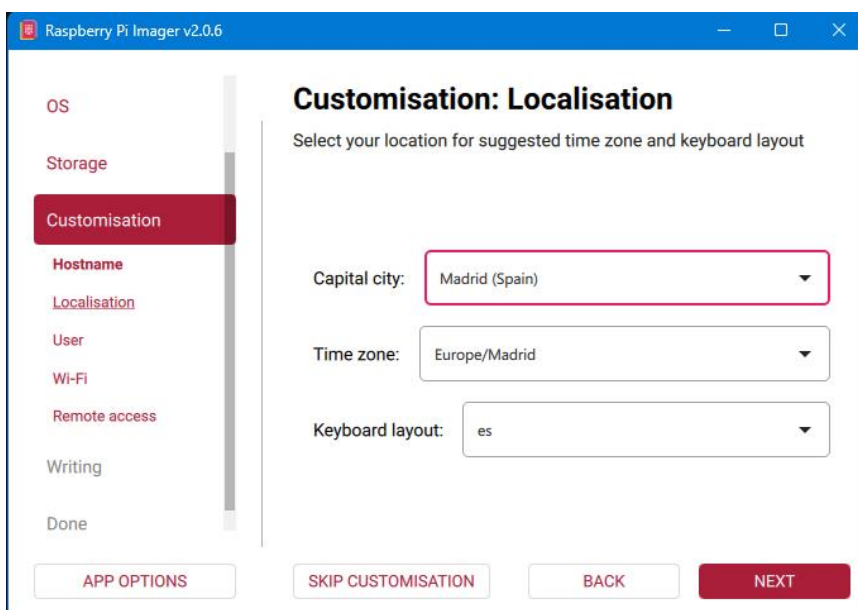 Raspberry Pi Imager v2.0.6
OS
Storage
Customisation
Hostname
Localisation
User
Wi-Fi
Remote access
Writing
Done
APP OPTIONS
Customisation: Localisation
Select your location for suggested time zone and keyboard layout
Capital city: Madrid (Spain)
Time zone: Europe/Madrid
Keyboard layout: es
SKIP CUSTOMISATION
BACK
NEXT